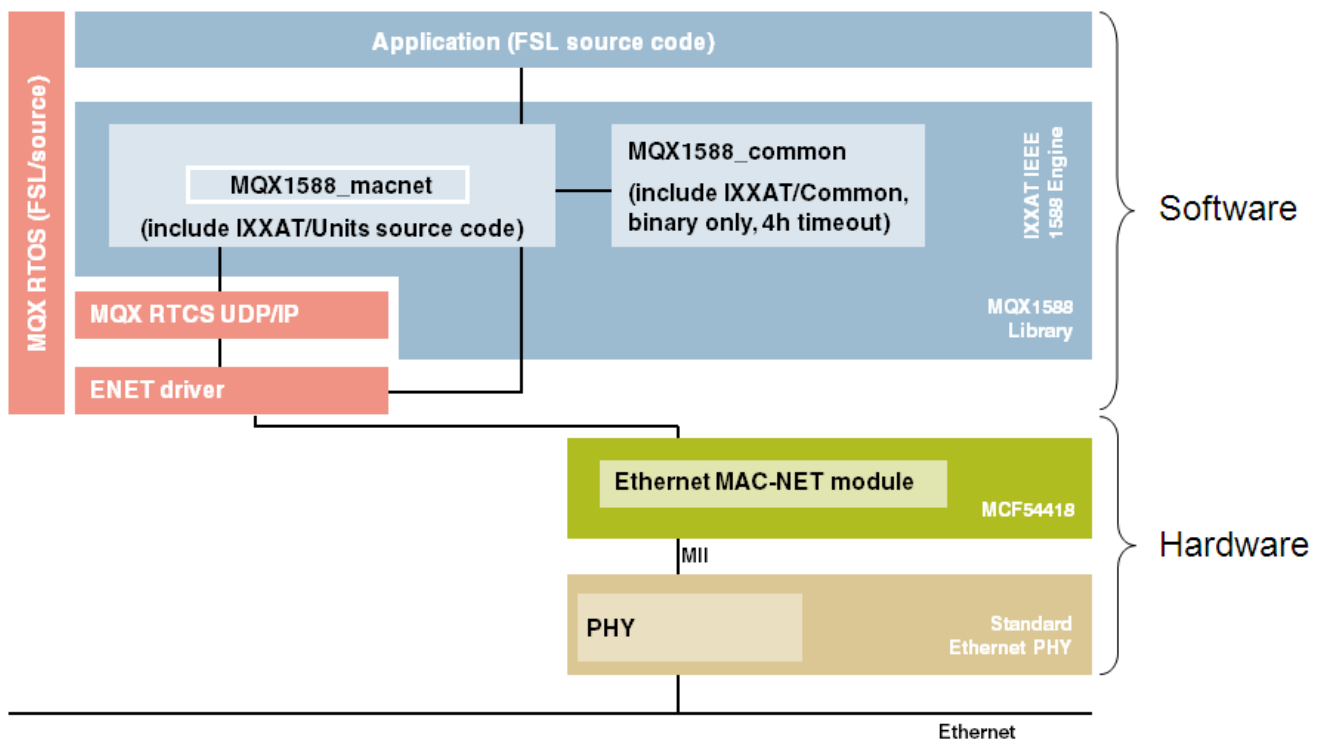 MQX RTOS (FSL/source)
Application (FSL source code)
MQX1588_macnet
(include IXXAT/Units source code)
MQX1588_common
(include IXXAT/Common,
binary only, 4h timeout)
IXXAT IEEE
1588 Engine
MQX1588
Library
MQX RTCS UDP/IP
ENET driver
Software
Ethernet MAC-NET module
MCF54418
MII
PHY
Standard
Ethernet PHY
Hardware
Ethernet